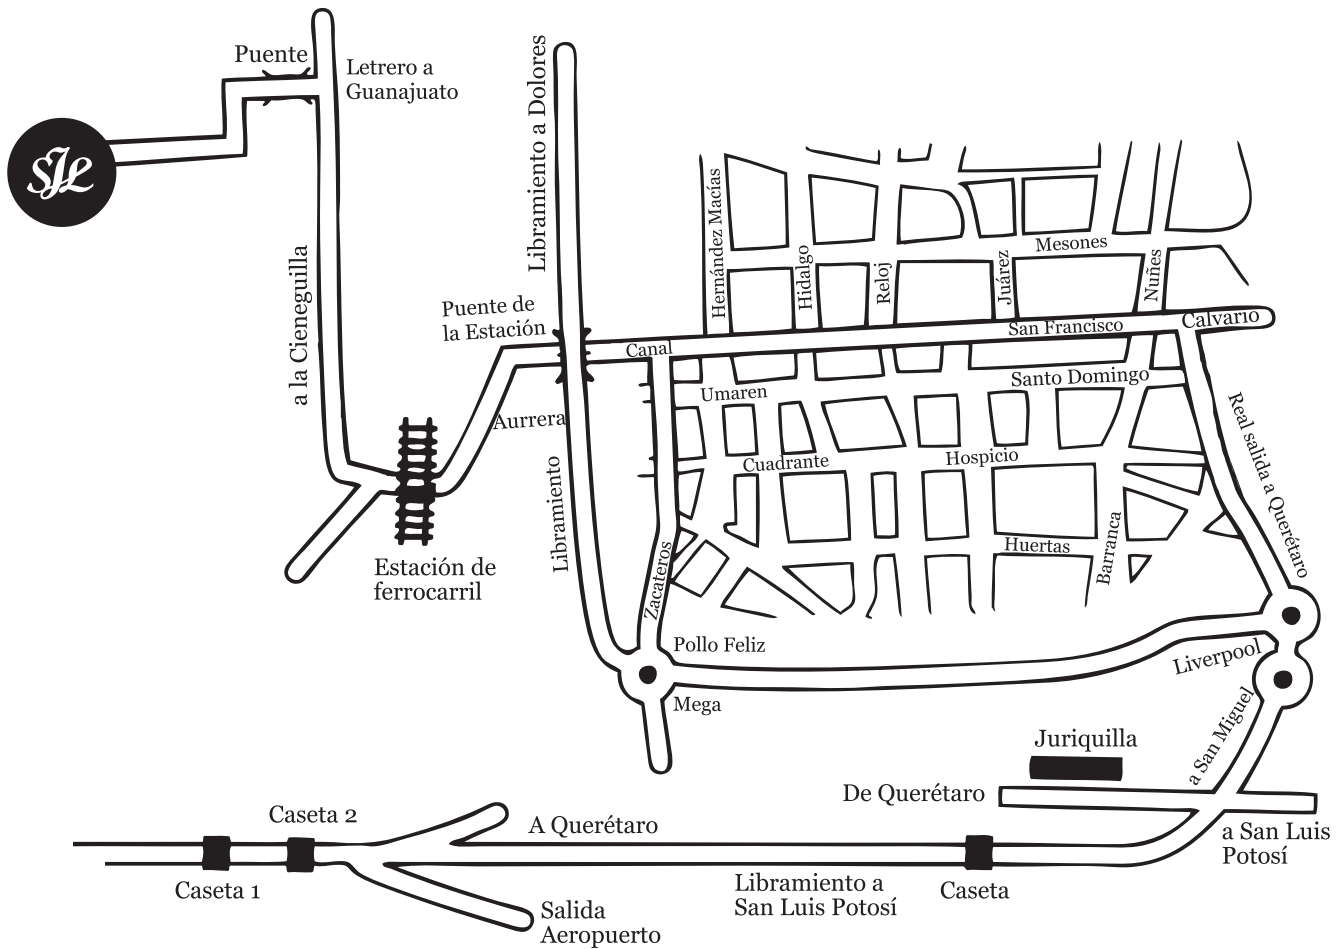 Puente
Letrero a
Guanajuato
SJL
a la Cieneguilla
Libramiento a Dolores
Puente de
la Estación
Aurrera
Libramiento
Estación de
ferrocarril
Hernández Macías
Hidalgo
Reloj
Juárez
Mesones
Nuñes
Canal
San Francisco
Calvario
Umaren
Santo Domingo
Cuadrante
Hospicio
Real salida a Querétaro
Huertas
Barranca
Zacateros
Pollo Feliz
Mega
Liverpool
a San Miguel
Juriquilla
De Querétaro
a San Luis
Potosí
Caseta 2
A Querétaro
Caseta 1
Libramiento a
San Luis Potosí
Caseta
Salida
Aeropuerto